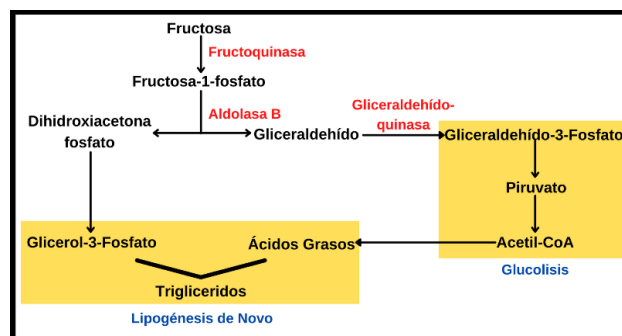 Fructosa
Fructoquinasa
Fructosa-1-fosfato
Aldolasa B
Dihidroxiacetona
fosfato
Gliceraldehído
Gliceraldehído-
quinasa
Gliceraldehído-3-Fosfato
Piruvato
Acetil-CoA
Glucolisis
Glicerol-3-Fosfato
Ácidos Grasos
Trigliceridos
Lipogénesis de Novo